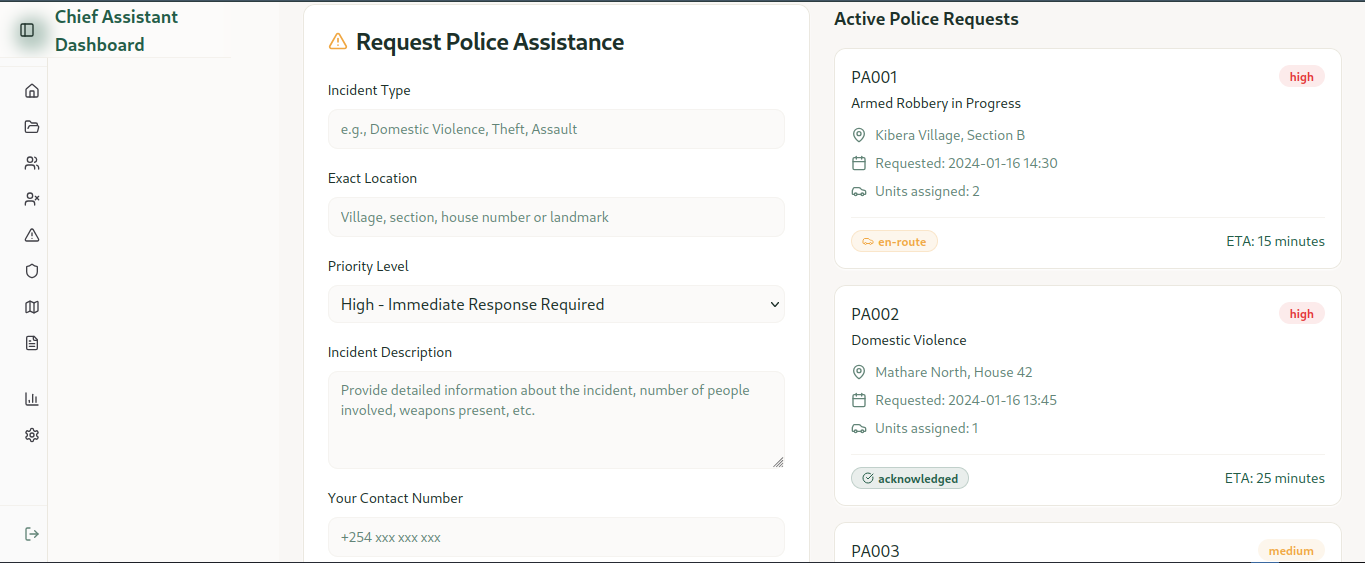 Chief Assistant
Dashboard
Request Police Assistance
Incident Type
e.g., Domestic Violence, Theft, Assault
Exact Location
Village, section, house number or landmark
Priority Level
High - Immediate Response Required
Incident Description
Provide detailed information about the incident, number of people
involved, weapons present, etc.
Your Contact Number
+254 xxx xxx xxx
Active Police Requests
PA001
high
Armed Robbery in Progress
Kibera Village, Section B
Requested: 2024-01-16 14:30
Units assigned: 2
en-route
ETA: 15 minutes
PA002
high
Domestic Violence
Mathare North, House 42
Requested: 2024-01-16 13:45
Units assigned: 1
acknowledged
ETA: 25 minutes
PA003
medium